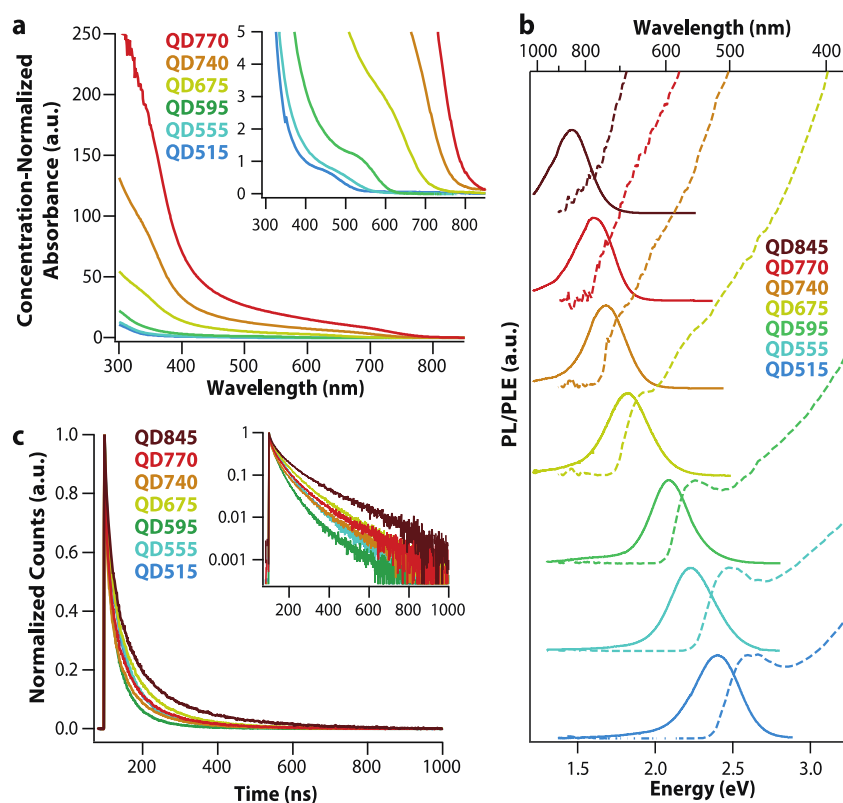 a
Concentration-Normalized
Absorbance (a.u.)
250
200
150
100
50
0
300 400 500 600 700 800
Wavelength (nm)
QD770
QD740
QD675
QD595
QD555
QD515
5
4
3
2
1
0
300 400 500 600 700 800
b
Wavelength (nm)
1000 800 600 500 400
PL/PLE (a.u.)
QD845
QD770
QD740
QD675
QD595
QD555
QD515
1.5 2.0 2.5 3.0
Energy (eV)
c
Normalized Counts (a.u.)
1.0
0.8
0.6
0.4
0.2
0.0
200 400 600 800 1000
Time (ns)
QD845
QD770
QD740
QD675
QD595
QD555
QD515
1
0.1
0.01
0.001
200 400 600 800 1000